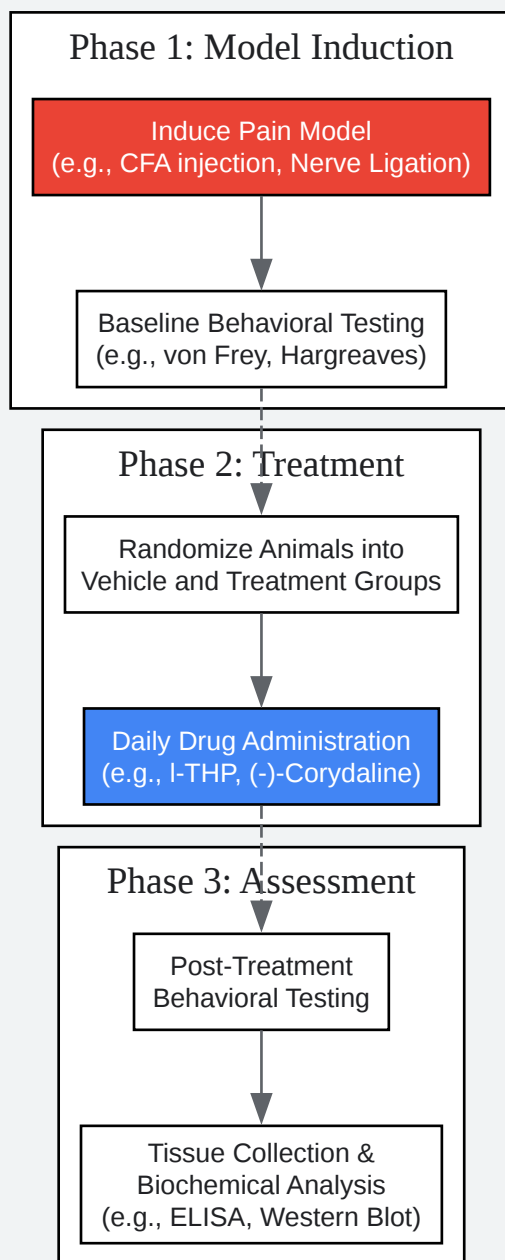 Phase 1: Model Induction
Induce Pain Model
(e.g., CFA injection, Nerve Ligation)
Baseline Behavioral Testing
(e.g., von Frey, Hargreaves)
Phase 2: Treatment
Randomize Animals into
Vehicle and Treatment Groups
Daily Drug Administration
(e.g., l-THP, (-)-Corydaline)
Phase 3: Assessment
Post-Treatment
Behavioral Testing
Tissue Collection &
Biochemical Analysis
(e.g., ELISA, Western Blot)